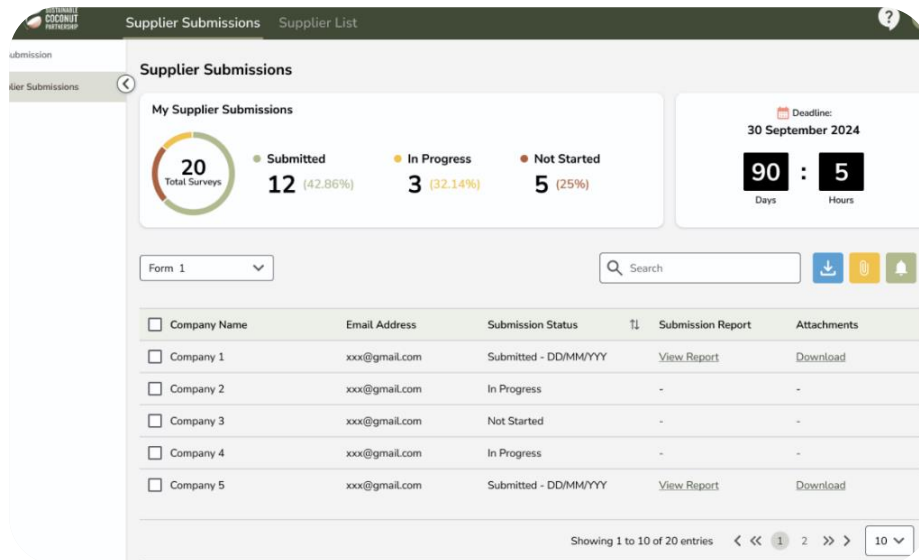 SUSTAINABLE
COCONUT
PARTNERSHIP
Supplier Submissions Supplier List
?
ubmission
lier Submissions
Supplier Submissions
My Supplier Submissions
20
Total Surveys
Submitted
12 (42.86%)
In Progress
3 (32.14%)
Not Started
5 (25%)
Deadline:
30 September 2024
90 : 5
Days Hours
Form 1
Search
Company Name Email Address Submission Status Submission Report Attachments
Company 1 xxx@gmail.com Submitted - DD/MM/YYY View Report Download
Company 2 xxx@gmail.com In Progress - -
Company 3 xxx@gmail.com Not Started - -
Company 4 xxx@gmail.com In Progress - -
Company 5 xxx@gmail.com Submitted - DD/MM/YYY View Report Download
Showing 1 to 10 of 20 entries 1 2 10